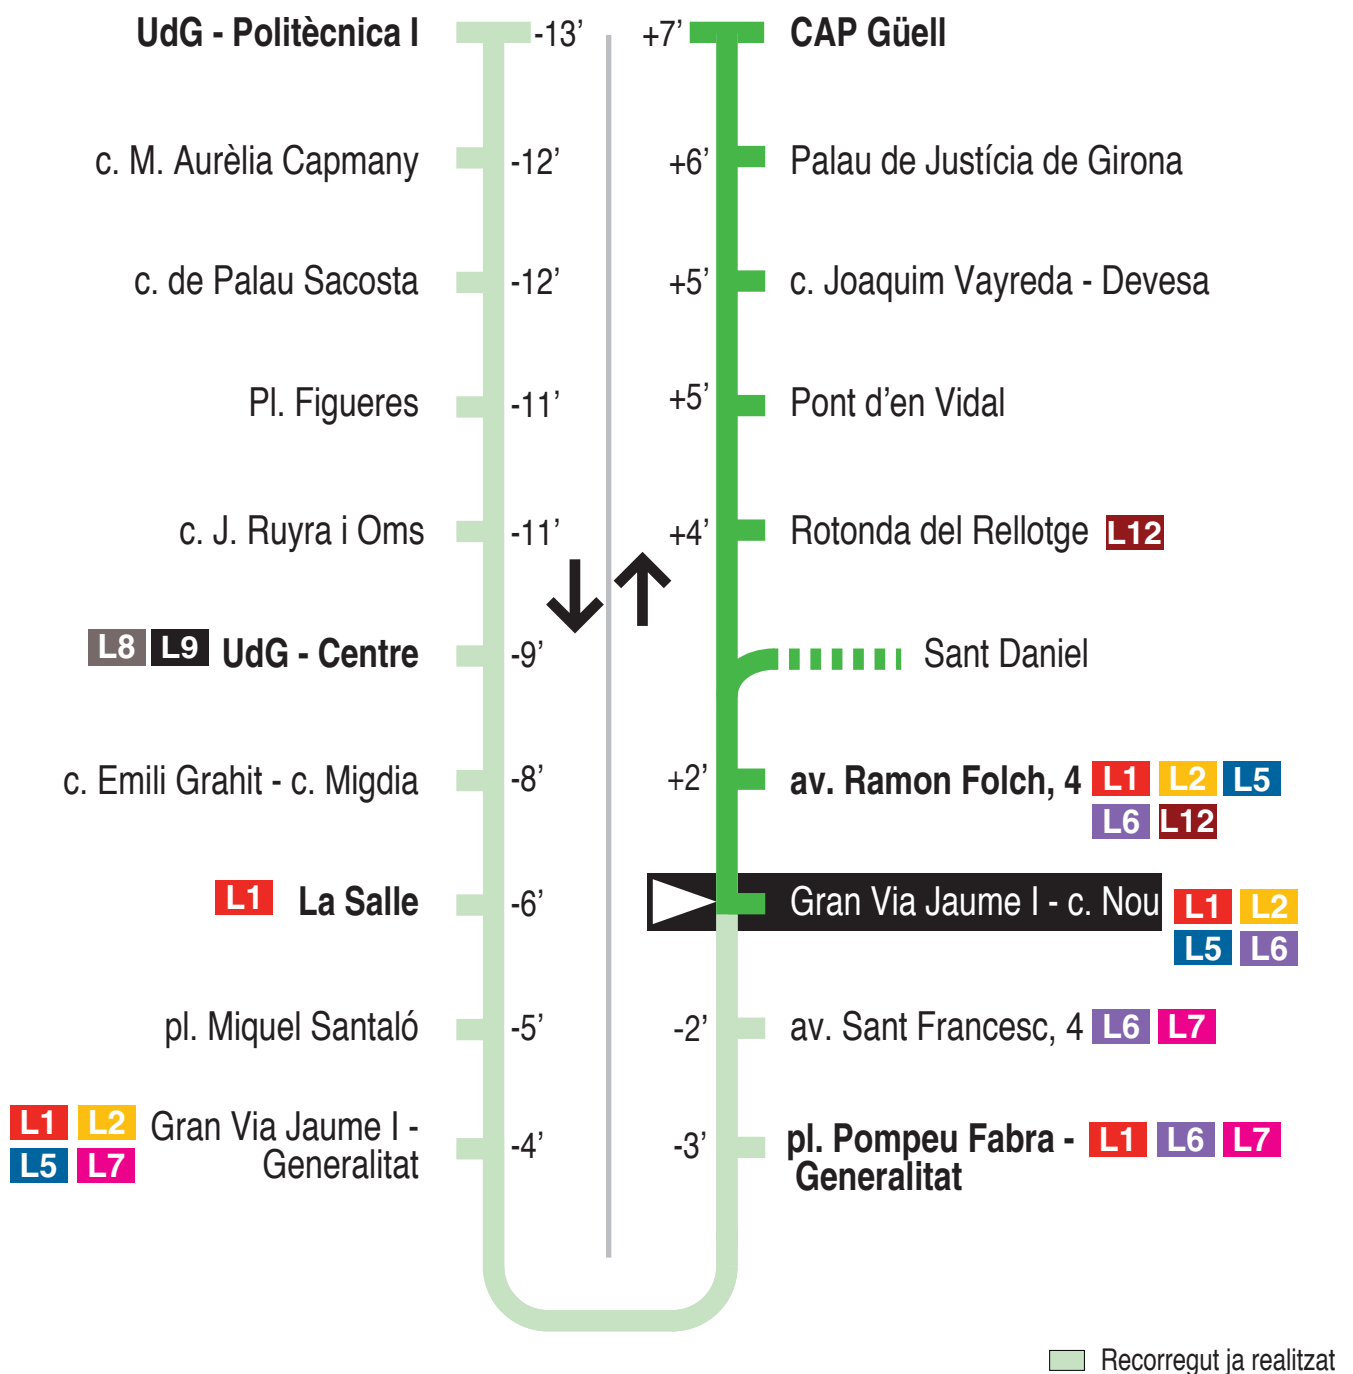 UdG - Politècnica I -13’ +7’ CAP Güell
c. M. Aurèlia Capmany -12’ +6’ Palau de Justícia de Girona
c. de Palau Sacosta -12’ +5’ c. Joaquim Vayreda - Devesa
Pl. Figueres -11’ +5’ Pont d’en Vidal
c. J. Ruyra i Oms -11’ +4’ Rotonda del Rellotge L12
L8 L9 UdG - Centre -9’ Sant Daniel
c. Emili Grahit - c. Migdia -8’ +2’ av. Ramon Folch, 4 L1 L2 L5
L6 L12
L1 La Salle -6’ Gran Via Jaume I - c. Nou L1 L2
L5 L6
pl. Miquel Santaló -5’ -2’ av. Sant Francesc, 4 L6 L7
L1 L2 Gran Via Jaume I - -4’ -3’ pl. Pompeu Fabra - L1 L6 L7
L5 L7 Generalitat Generalitat
Recorregut ja realitzat